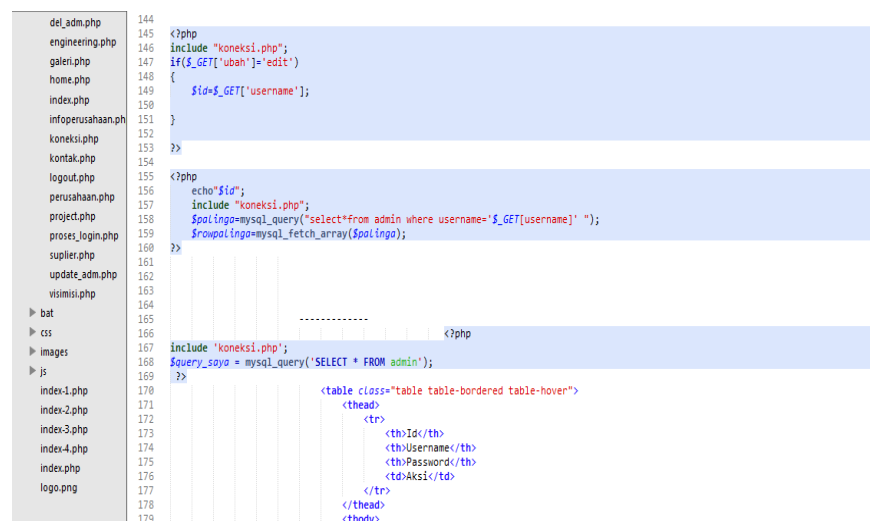 del_adm.php
engineering.php
galeri.php
home.php
index.php
infoperusahaan.ph
koneksi.php
kontak.php
logout.php
perusahaan.php
project.php
proses_login.php
suplier.php
update_adm.php
visimisi.php
bat
css
images
js
index-1.php
index-2.php
index-3.php
index-4.php
index.php
logo.png
144
145 <?php
146 include "koneksi.php";
147 if($_GET['ubah']='edit')
148 {
149 $id=$_GET['username'];
150
151 }
152
153 ?>
154
155 <?php
156 echo"$id";
157 include "koneksi.php";
158 $palinga=mysql_query("select*from admin where username='$_GET[username]' ");
159 $rowpalinga=mysql_fetch_array($palinga);
160 ?>
161
162
163
164
165 -------------
166 <?php
167 include 'koneksi.php';
168 $query_saya = mysql_query('SELECT * FROM admin');
169 ?>
170 <table class="table table-bordered table-hover">
171 <thead>
172 <tr>
173 <th>Id</th>
174 <th>Username</th>
175 <th>Password</th>
176 <td>Aksi</td>
177 </tr>
178 </thead>
179 <tbody>